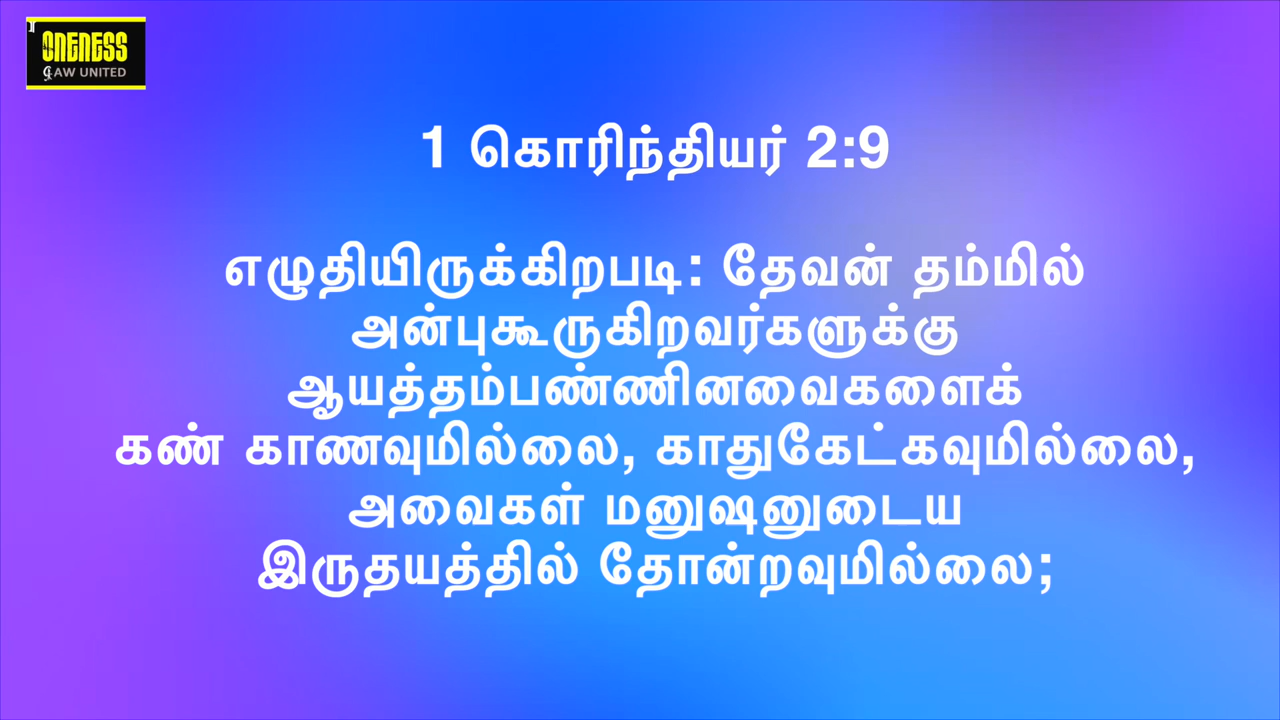 ONENESS
GAW UNITED
1 கொரிந்தியர் 2:9
எழுதியிருக்கிறபடி: தேவன் தம்மில்
அன்புகூருகிறவர்களுக்கு
ஆயத்தம்பண்ணினவைகளைக்
கண் காணவுமில்லை, காதுகேட்கவுமில்லை,
அவைகள் மனுஷனுடைய
இருதயத்தில் தோன்றவுமில்லை;